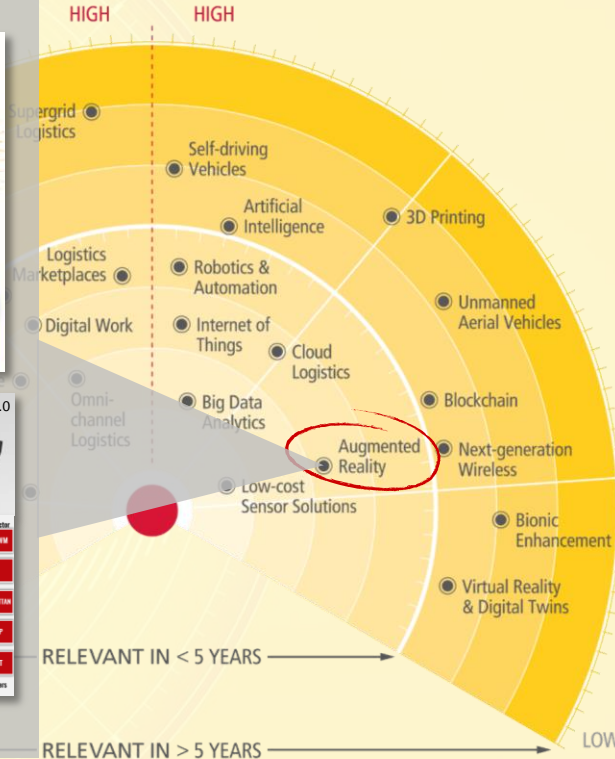 HIGH
HIGH
Supergrid
Logistics
Self-driving
Vehicles
Artificial
Intelligence
3D Printing
Logistics
Marketplaces
Robotics &
Automation
Unmanned
Aerial Vehicles
Digital Work
Internet of
Things
Cloud
Logistics
Omni-
channel
Logistics
Big Data
Analytics
Blockchain
Augmented
Reality
Next-generation
Wireless
Low-cost
Sensor Solutions
Bionic
Enhancement
Virtual Reality
& Digital Twins
RELEVANT IN < 5 YEARS
RELEVANT IN > 5 YEARS
LOW